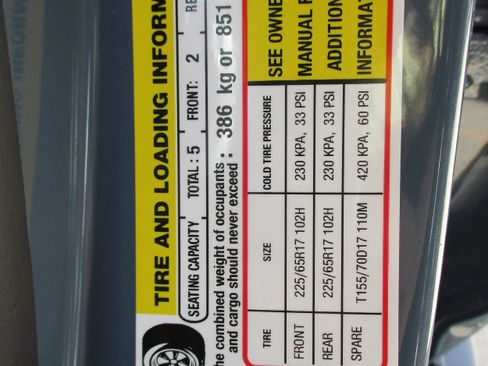 TIRE AND LOADING INFORM
SEATING CAPACITY TOTAL : 5 FRONT: 2 RE
he combined weight of occupants
and cargo should never exceed : 386 kg or 851
TIRE SIZE COLD TIRE PRESSURE SEE OWNE
MANUAL F
ADDITION
INFORMAT
FRONT 225/65R17 102H 230 KPA, 33 PSI
REAR 225/65R17 102H 230 KPA, 33 PSI
SPARE T155/70D17 110M 420 KPA, 60 PSI